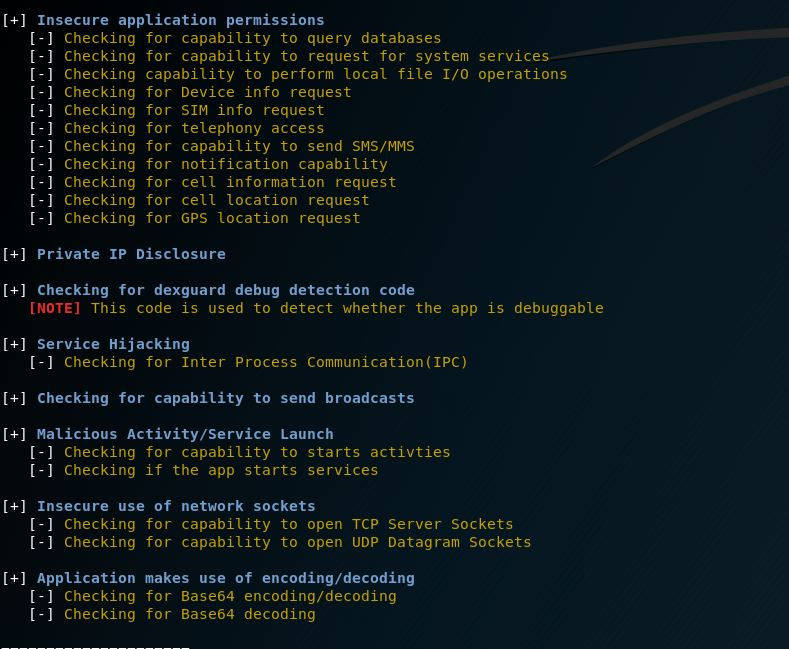 [+] Insecure application permissions
[-] Checking for capability to query databases
[-] Checking for capability to request for system services
[-] Checking capability to perform local file I/O operations
[-] Checking for Device info request
[-] Checking for SIM info request
[-] Checking for telephony access
[-] Checking for capability to send SMS/MMS
[-] Checking for notification capability
[-] Checking for cell information request
[-] Checking for cell location request
[-] Checking for GPS location request
[+] Private IP Disclosure
[+] Checking for dexguard debug detection code
[NOTE] This code is used to detect whether the app is debuggable
[+] Service Hijacking
[-] Checking for Inter Process Communication(IPC)
[+] Checking for capability to send broadcasts
[+] Malicious Activity/Service Launch
[-] Checking for capability to starts activties
[-] Checking if the app starts services
[+] Insecure use of network sockets
[-] Checking for capability to open TCP Server Sockets
[-] Checking for capability to open UDP Datagram Sockets
[+] Application makes use of encoding/decoding
[-] Checking for Base64 encoding/decoding
[-] Checking for Base64 decoding